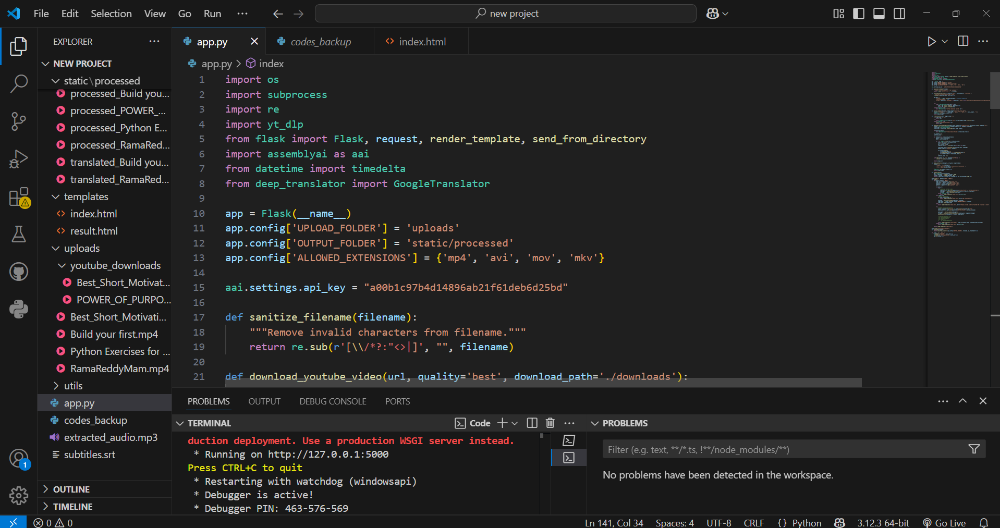 File Edit Selection View Go Run ··· new project
EXPLORER ···
NEW PROJECT
static\processed
processed_Build you...
processed_POWER_...
processed_Python E...
processed_RamaRed...
translated_Build you...
translated_RamaRed...
templates
index.html
result.html
uploads
youtube_downloads
Best_Short_Motivat...
POWER_OF_PURPO...
Best_Short_Motivati...
Build your first.mp4
Python Exercises for ...
RamaReddyMam.mp4
utils
app.py
codes_backup
extracted_audio.mp3
subtitles.srt
OUTLINE
TIMELINE
1
app.py codes_backup index.html
app.py > index
1 import os
2 import subprocess
3 import re
4 import yt_dlp
5 from flask import Flask, request, render_template, send_from_directory
6 import assemblyai as aai
7 from datetime import timedelta
8 from deep_translator import GoogleTranslator
9
10 app = Flask(__name__)
11 app.config['UPLOAD_FOLDER'] = 'uploads'
12 app.config['OUTPUT_FOLDER'] = 'static/processed'
13 app.config['ALLOWED_EXTENSIONS'] = {'mp4', 'avi', 'mov', 'mkv'}
14
15 aai.settings.api_key = "a00b1c97b4d14896ab21f61deb6d25bd"
16
17 def sanitize_filename(filename):
18 """Remove invalid characters from filename."""
19 return re.sub(r'[\\/*?:"<>|]', "", filename)
20
21 def download_youtube_video(url, quality='best', download_path='./downloads'):
PROBLEMS OUTPUT DEBUG CONSOLE PORTS
TERMINAL Code
duction deployment. Use a production WSGI server instead.
* Running on http://127.0.0.1:5000
Press CTRL+C to quit
* Restarting with watchdog (windowsapi)
* Debugger is active!
* Debugger PIN: 463-576-569
PROBLEMS
Filter (e.g. text, **/*.ts, !**/node_modules/**)
No problems have been detected in the workspace.
0 0 Ln 141, Col 34 Spaces: 4 UTF-8 CRLF {} Python 3.12.3 64-bit Go Live